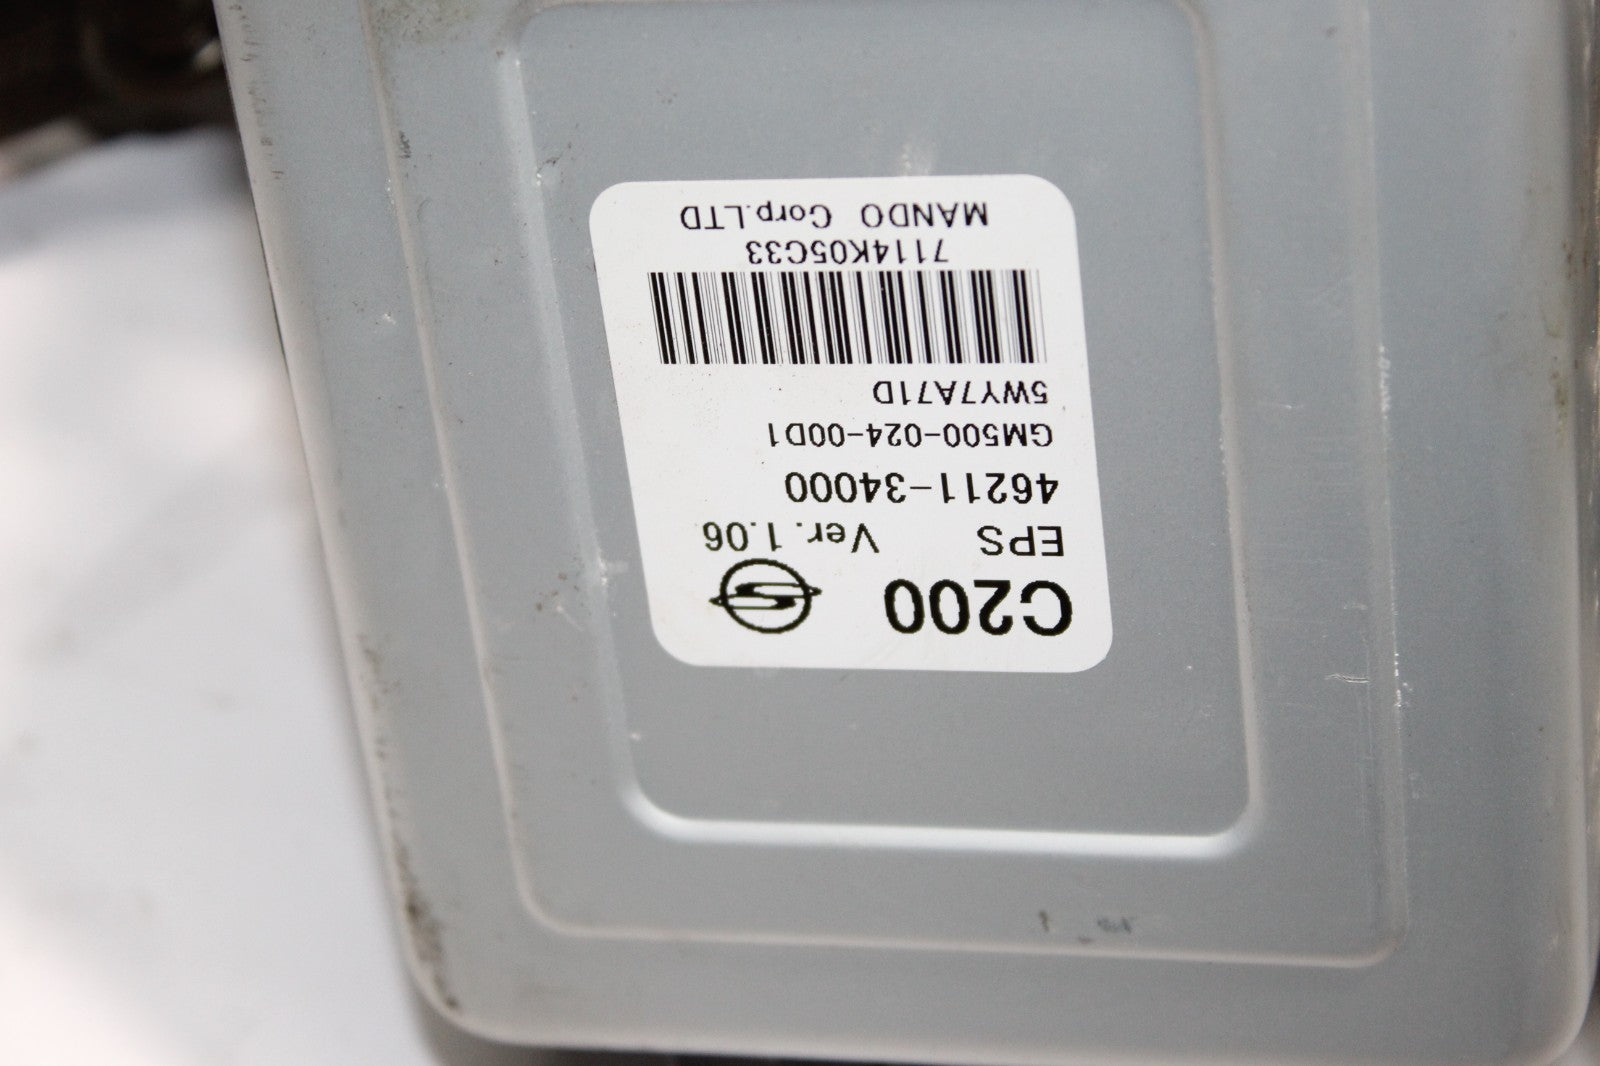 C200
EPS Ver. 1.06
46211-34000
GM500-024-00D1
5WY7A71D
7114K05C33
MANDO Corp.LTD